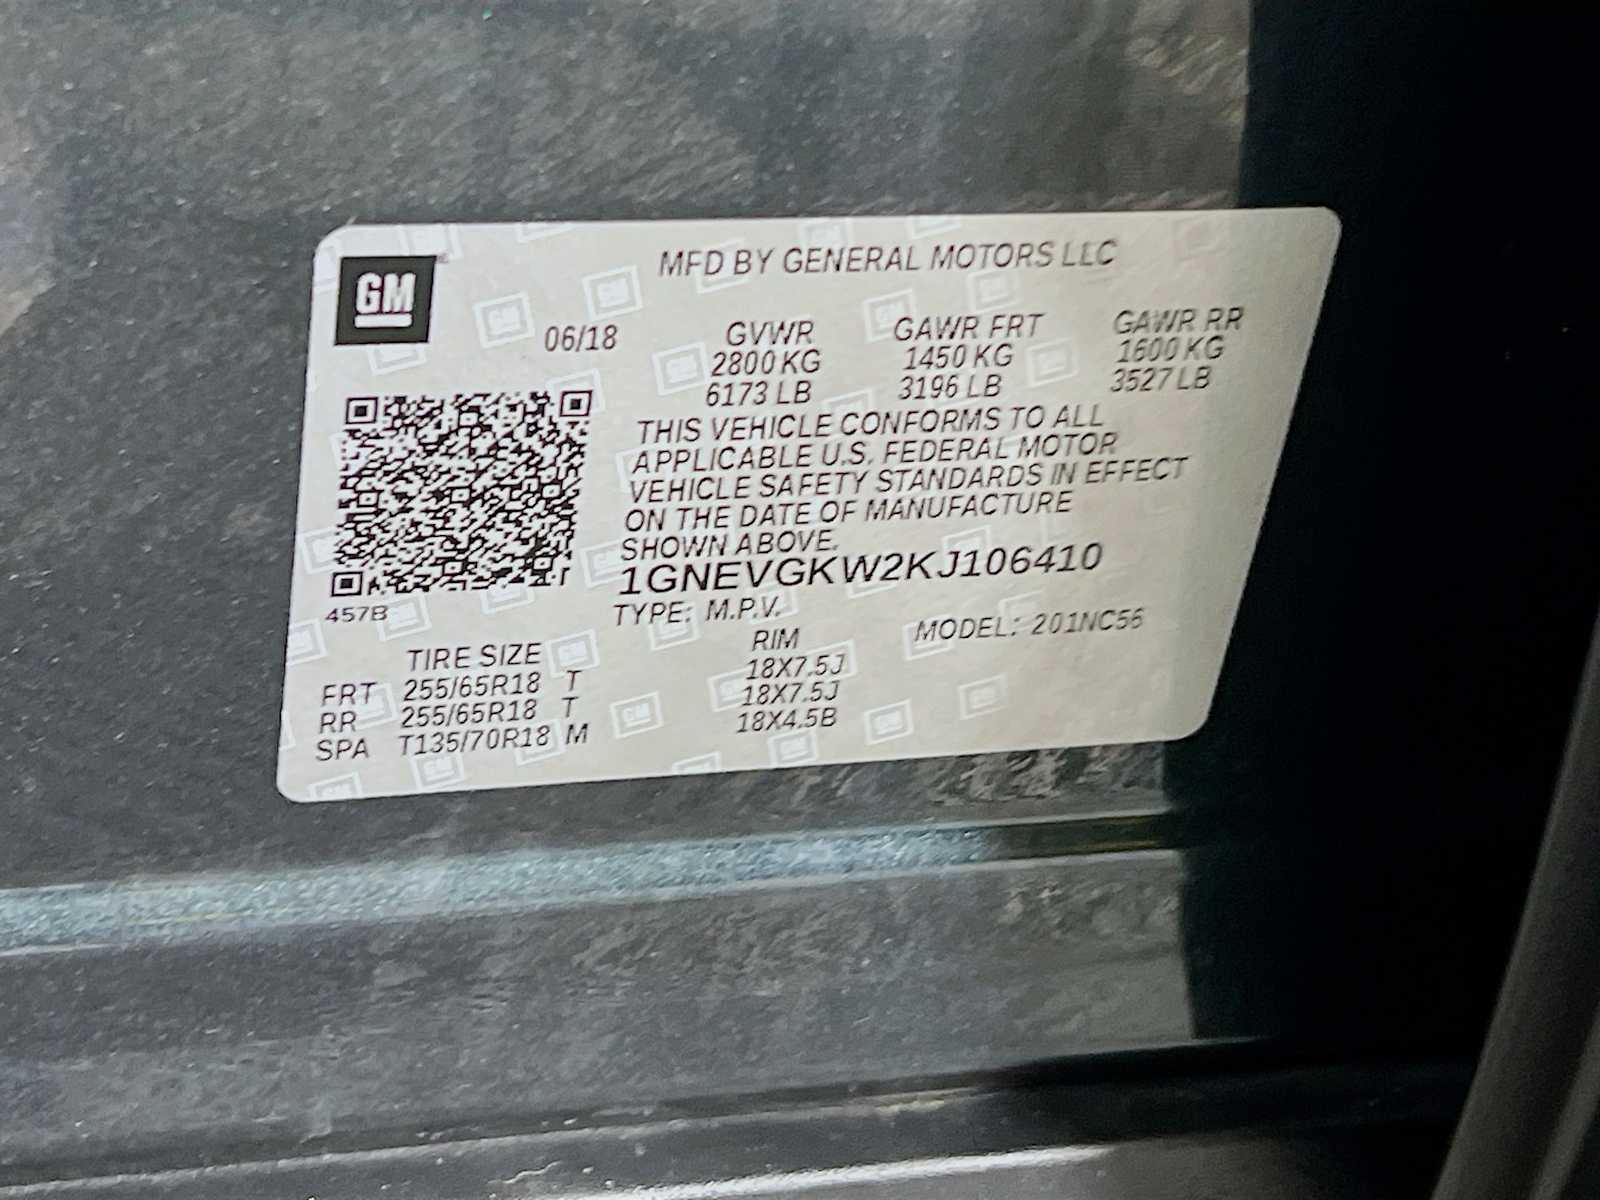 GM
MFD BY GENERAL MOTORS LLC
06/18 GVWR GAWR FRT GAWR RR
2800 KG 1450 KG 1600 KG
6173 LB 3196 LB 3527 LB
THIS VEHICLE CONFORMS TO ALL
APPLICABLE U.S. FEDERAL MOTOR
VEHICLE SAFETY STANDARDS IN EFFECT
ON THE DATE OF MANUFACTURE
SHOWN ABOVE.
1GNEVGKW2KJ106410
457B
TYPE: M.P.V. MODEL: 201NC56
TIRE SIZE RIM
FRT 255/65R18 T 18X7.5J
RR 255/65R18 T 18X7.5J
SPA T135/70R18 M 18X4.5B